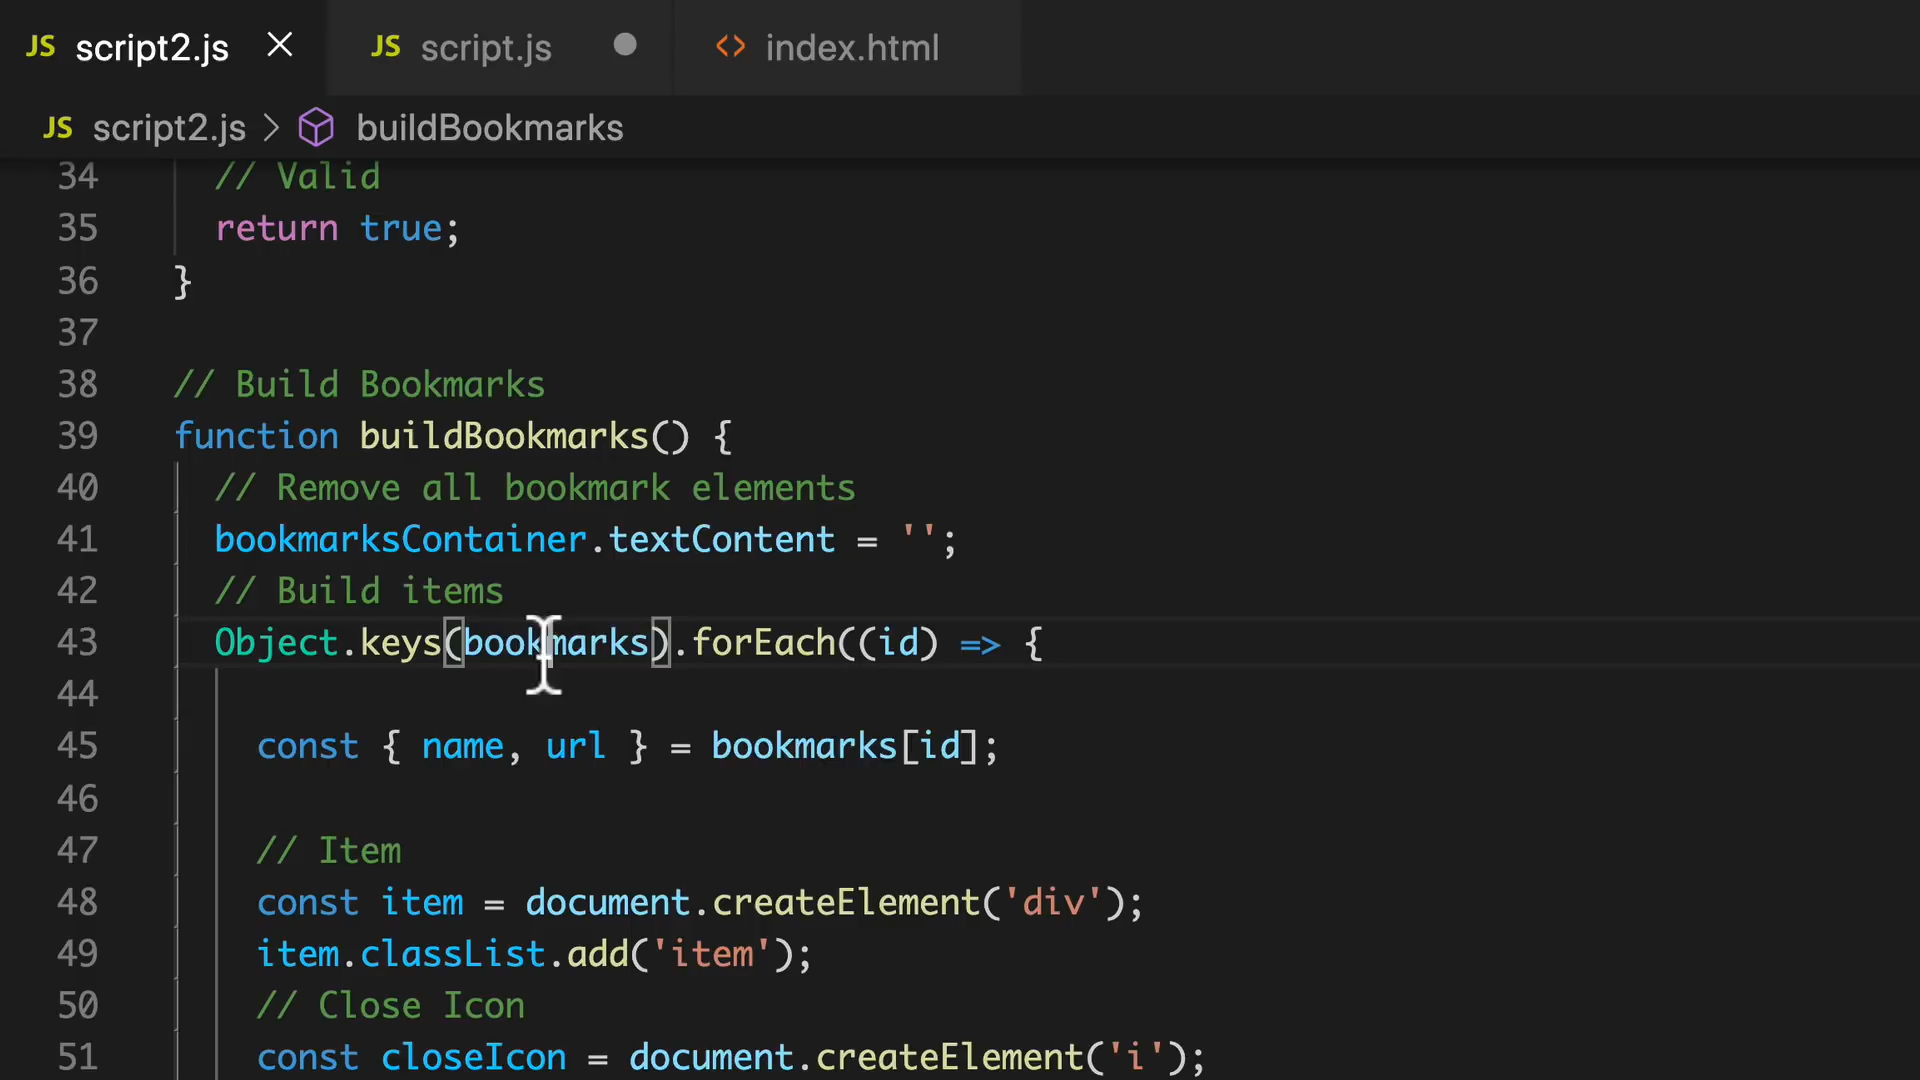 JS script2.js JS script.js <> index.html
JS script2.js > buildBookmarks
34 // Valid
35 return true;
36 }
37
38 // Build Bookmarks
39 function buildBookmarks() {
40 // Remove all bookmark elements
41 bookmarksContainer.textContent = '';
42 // Build items
43 Object.keys(bookmarks).forEach((id) => {
44
45 const { name, url } = bookmarks[id];
46
47 // Item
48 const item = document.createElement('div');
49 item.classList.add('item');
50 // Close Icon
51 const closeIcon = document.createElement('i');